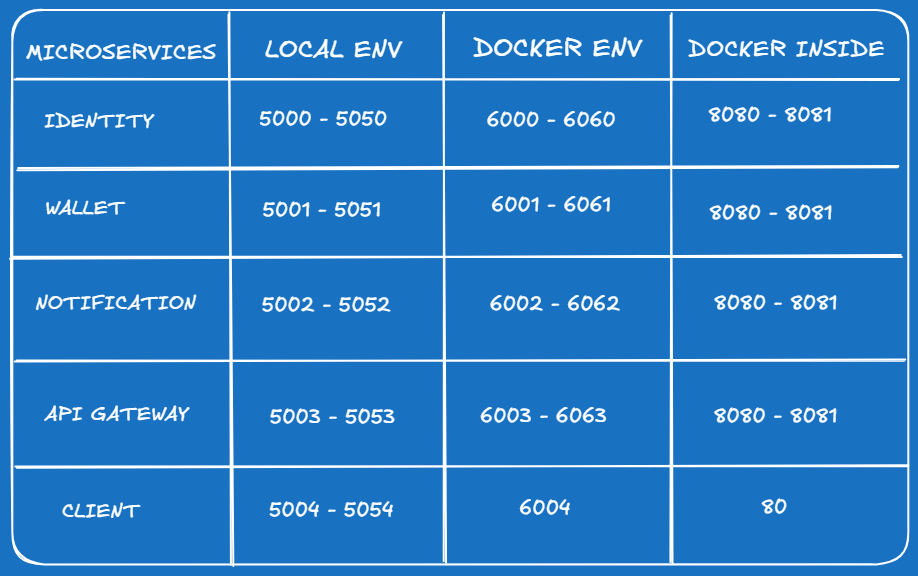 MICROSERVICES LOCAL ENV DOCKER ENV DOCKER INSIDE
IDENTITY 5000 - 5050 6000 - 6060 8080 - 8081
WALLET 5001 - 5051 6001 - 6061 8080 - 8081
NOTIFICATION 5002 - 5052 6002 - 6062 8080 - 8081
API GATEWAY 5003 - 5053 6003 - 6063 8080 - 8081
CLIENT 5004 - 5054 6004 80